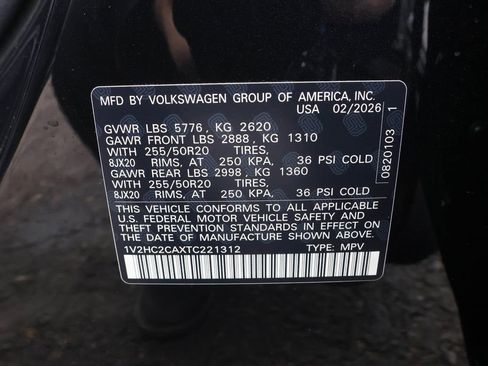 MFD BY VOLKSWAGEN GROUP OF AMERICA, INC.
USA 02/2026
GVWR LBS 5776, KG 2620
GAWR FRONT LBS 2888, KG 1310
WITH 255/50R20 TIRES,
8JX20 RIMS, AT 250 KPA, 36 PSI COLD
GAWR REAR LBS 2998, KG 1360
WITH 255/50R20 TIRES,
8JX20 RIMS, AT 250 KPA, 36 PSI COLD
THIS VEHICLE CONFORMS TO ALL APPLICABLE
U.S. FEDERAL MOTOR VEHICLE SAFETY AND
THEFT PREVENTION STANDARDS IN EFFECT
ON THE DATE OF MANUFACTURE SHOWN ABOVE.
1V2HC2CAXTC221312 TYPE: MPV
0820103 1